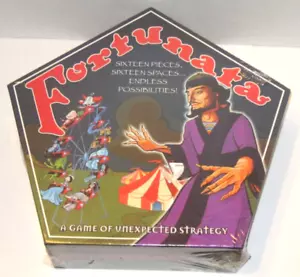 Fortunata
SIXTEEN PIECES,
SIXTEEN SPACES...
ENDLESS
POSSIBILITIES!
A GAME OF UNEXPECTED STRATEGY